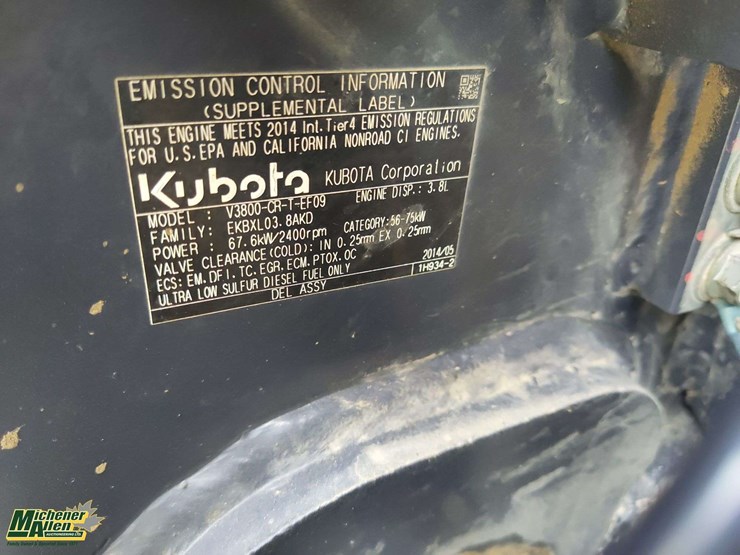 EMISSION CONTROL INFORMATION
(SUPPLEMENTAL LABEL)
THIS ENGINE MEETS 2014 Int.Tier4 EMISSION REGULATIONS
FOR U.S.EPA AND CALIFORNIA NONROAD CI ENGINES.
Kubota KUBOTA Corporation
MODEL : V3800-CR-T-EF09 ENGINE DISP.: 3.8L
FAMILY: EKBXL03.8AKD
POWER : 67.6kW/2400rpm CATEGORY:56-75kW
VALVE CLEARANCE(COLD): IN 0.25mm EX 0.25mm
ECS: EM.DFI.TC.EGR.ECM.PTOX.OC 2014/05
ULTRA LOW SULFUR DIESEL FUEL ONLY 1H934-2
DEL ASSY
Michener
Allen
AUCTIONEERING LTD.